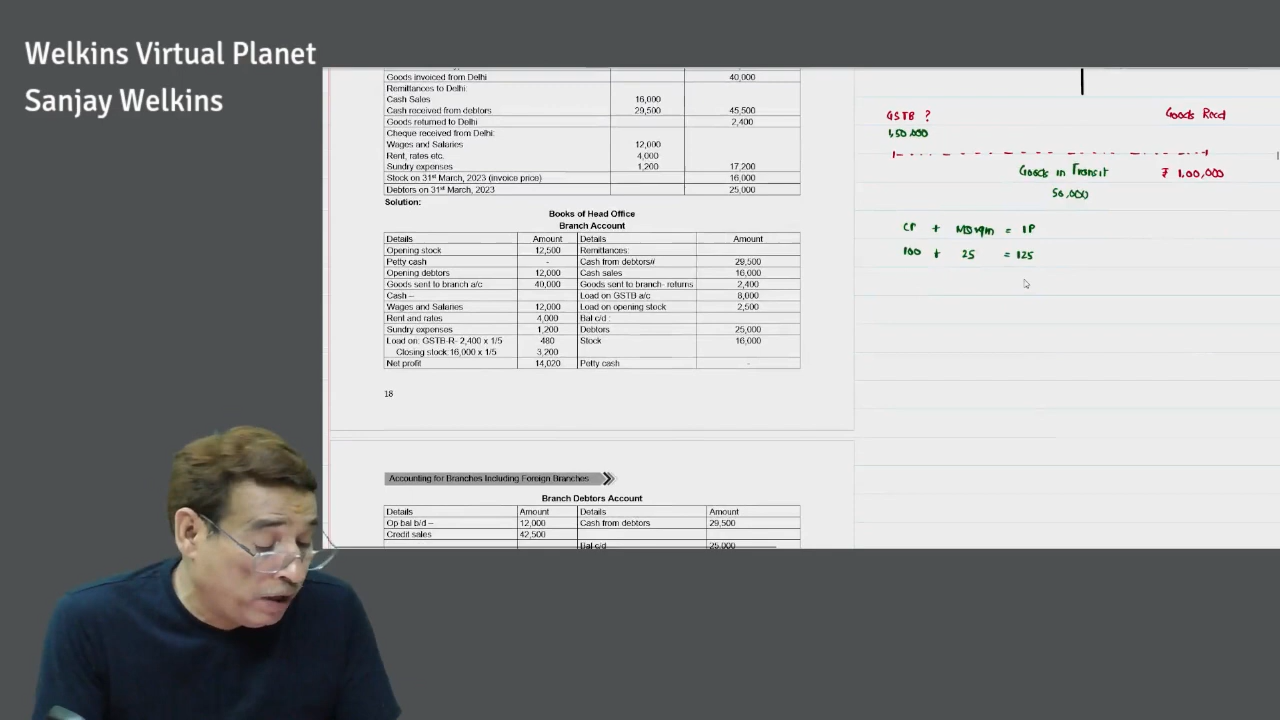 Welkins Virtual Planet
Sanjay Welkins
Goods invoiced from Delhi 40,000
Remittances to Delhi:
Cash Sales 16,000
Cash received from debtors 29,500 45,500
Goods returned to Delhi 2,400
Cheque received from Delhi:
Wages and Salaries 12,000
Rent, rates etc. 4,000
Sundry expenses 1,200 17,200
Stock on 31st March, 2023 (invoice price) 16,000
Debtors on 31st March, 2023 25,000
Solution:
Books of Head Office
Branch Account
Details Amount Details Amount
Opening stock 12,500 Remittances:
Petty cash - Cash from debtors# 29,500
Opening debtors 12,000 Cash sales 16,000
Goods sent to branch a/c 40,000 Goods sent to branch- returns 2,400
Cash – Load on GSTB a/c 8,000
Wages and Salaries 12,000 Load on opening stock 2,500
Rent and rates 4,000 Bal c/d :
Sundry expenses 1,200 Debtors 25,000
Load on: GSTB-R- 2,400 x 1/5 480 Stock 16,000
Closing stock:16,000 x 1/5 3,200
Net profit 14,020 Petty cash -
18
Accounting for Branches Including Foreign Branches
Branch Debtors Account
Details Amount Details Amount
Op bal b/d – 12,000 Cash from debtors 29,500
Credit sales 42,500
Bal c/d 25,000
GSTB ? Goods Recd
1,50,000
Goods in Transit ₹ 1,00,000
50,000
CP + = IP
100 + 25 = 125